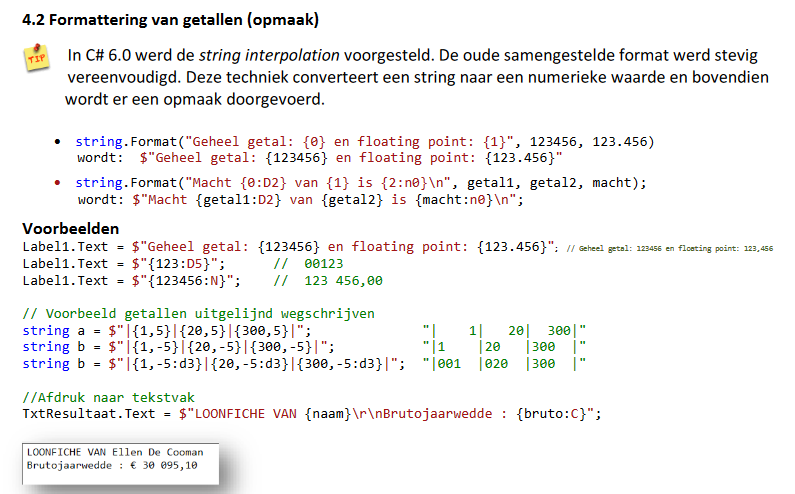 4.2 Formattering van getallen (opmaak)
TIP
In C# 6.0 werd de string interpolation voorgesteld. De oude samengestelde format werd stevig
vereenvoudigd. Deze techniek converteert een string naar een numerieke waarde en bovendien
wordt er een opmaak doorgevoerd.
• string.Format("Geheel getal: {0} en floating point: {1}", 123456, 123.456)
wordt: $"Geheel getal: {123456} en floating point: {123.456}"
• string.Format("Macht {0:D2} van {1} is {2:n0}\n", getal1, getal2, macht);
wordt: $"Macht {getal1:D2} van {getal2} is {macht:n0}\n";
Voorbeelden
Label1.Text = $"Geheel getal: {123456} en floating point: {123.456}"; // Geheel getal: 123456 en floating point: 123,456
Label1.Text = $"{123:D5}"; // 00123
Label1.Text = $"{123456:N}"; // 123 456,00
// Voorbeeld getallen uitgelijnd wegschrijven
string a = $"|{1,5}|{20,5}|{300,5}|"; "|    1|   20|  300|"
string b = $"|{1,-5}|{20,-5}|{300,-5}|"; "|1    |20   |300  |"
string b = $"|{1,-5:d3}|{20,-5:d3}|{300,-5:d3}|"; "|001  |020  |300  |"
//Afdruk naar tekstvak
TxtResultaat.Text = $"LOONFICHE VAN {naam}\r\nBrutojaarwedde : {bruto:C}";
LOONFICHE VAN Ellen De Cooman
Brutojaarwedde : € 30 095,10